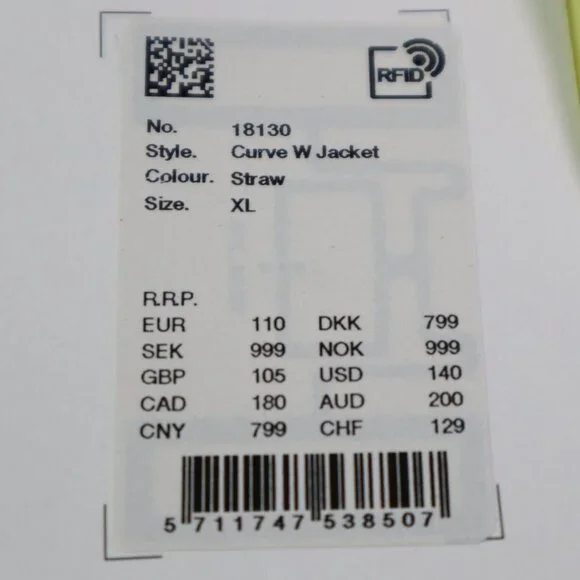 RFID
No. 18130
Style. Curve W Jacket
Colour. Straw
Size. XL
R.R.P.
EUR 110 DKK 799
SEK 999 NOK 999
GBP 105 USD 140
CAD 180 AUD 200
CNY 799 CHF 129
5 711747 538507